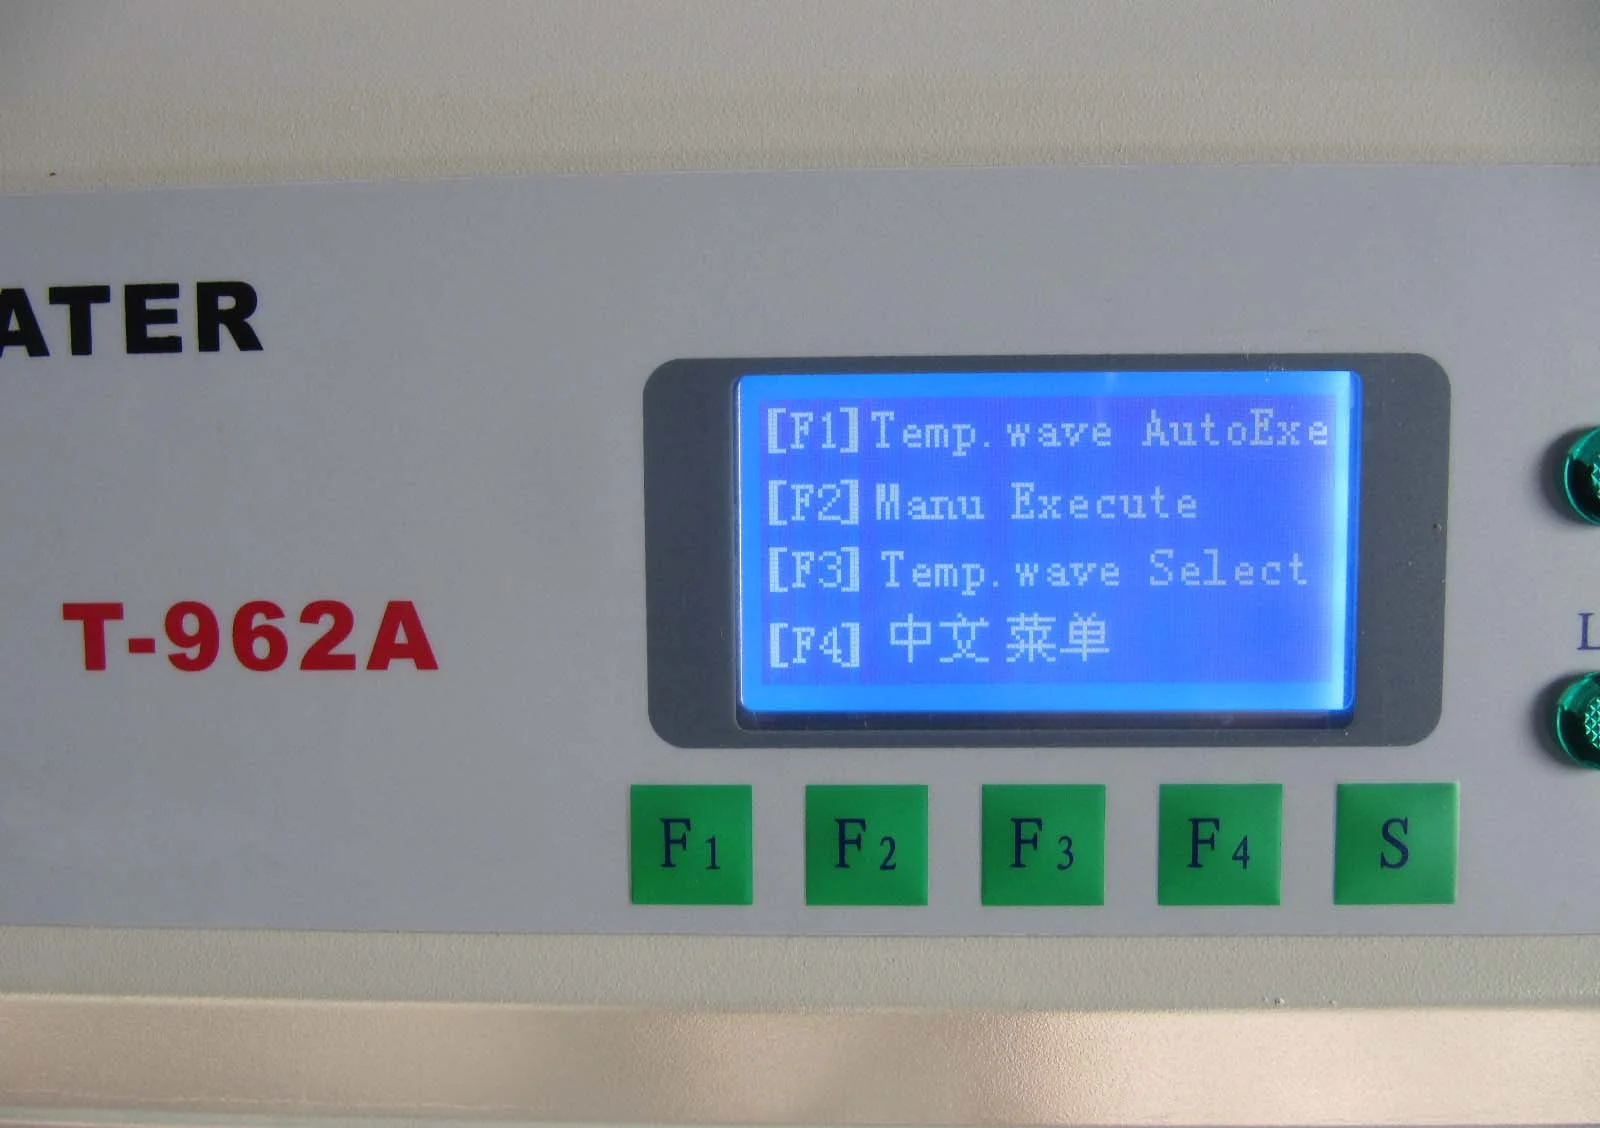 ATER
T-962A
[F1]Temp.wave AutoExe
[F2]Manu Execute
[F3]Temp.wave Select
[F4] 中文菜单
F1 F2 F3 F4 S
L